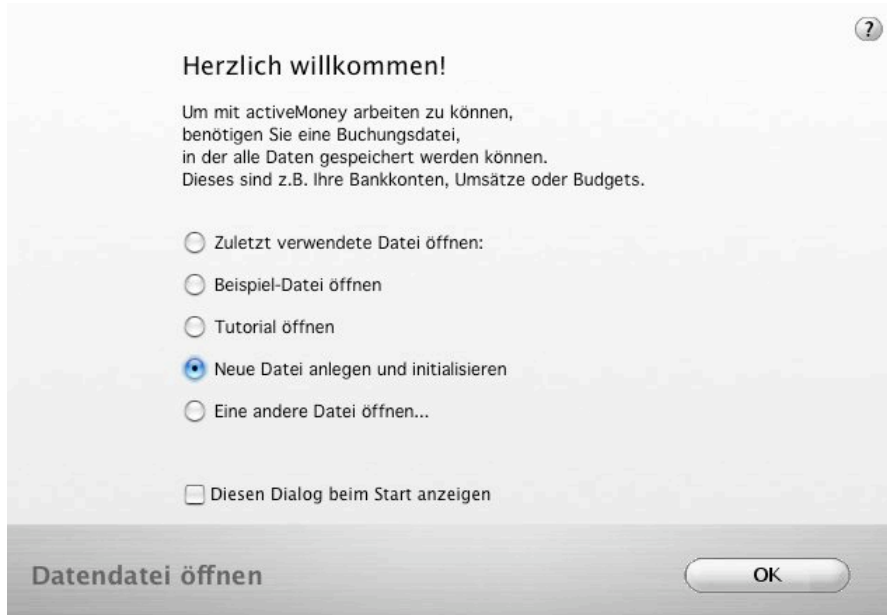 ?
Herzlich willkommen!
Um mit activeMoney arbeiten zu können,
benötigen Sie eine Buchungsdatei,
in der alle Daten gespeichert werden können.
Dieses sind z.B. Ihre Bankkonten, Umsätze oder Budgets.
Zuletzt verwendete Datei öffnen:
Beispiel-Datei öffnen
Tutorial öffnen
Neue Datei anlegen und initialisieren
Eine andere Datei öffnen...
Diesen Dialog beim Start anzeigen
Datendatei öffnen
OK